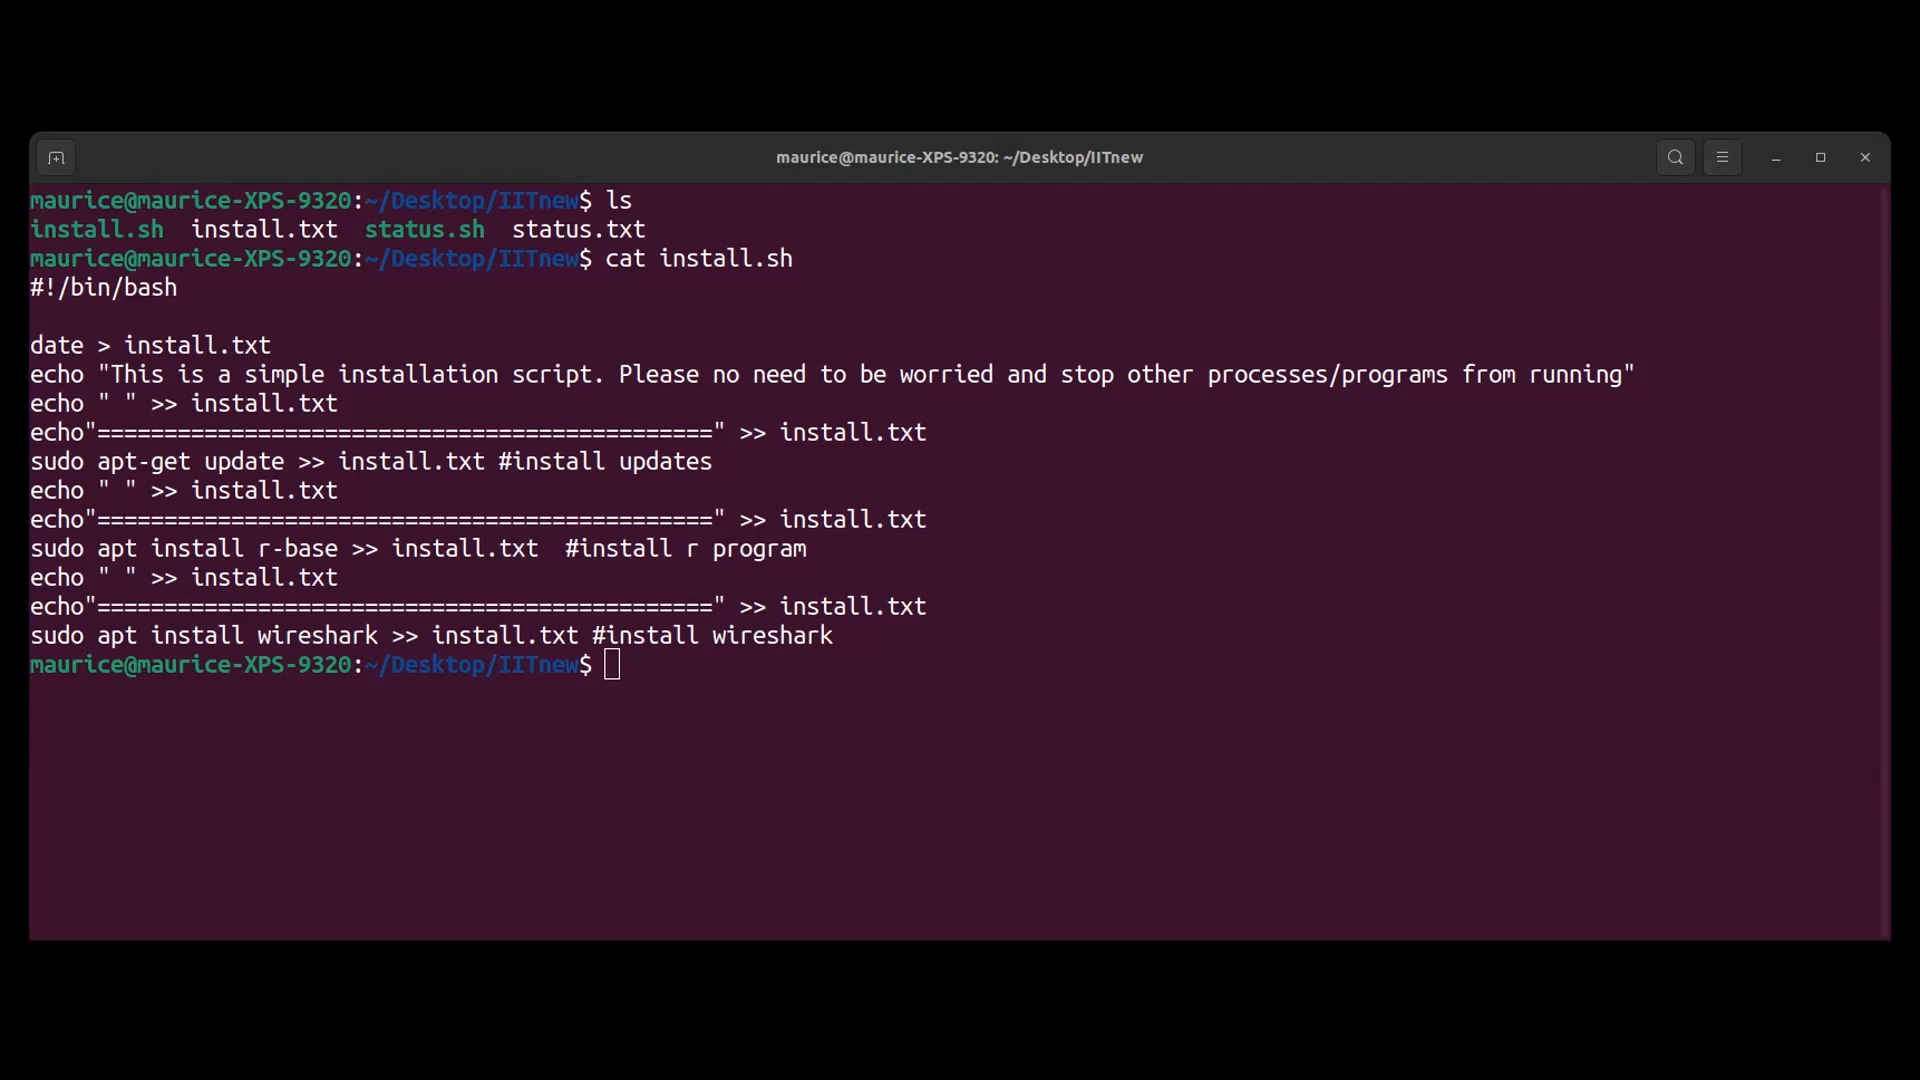 maurice@maurice-XPS-9320: ~/Desktop/IITnew
maurice@maurice-XPS-9320:~/Desktop/IITnew$ ls
install.sh  install.txt  status.sh  status.txt
maurice@maurice-XPS-9320:~/Desktop/IITnew$ cat install.sh
#!/bin/bash

date > install.txt
echo "This is a simple installation script. Please no need to be worried and stop other processes/programs from running"
echo " " >> install.txt
echo"==============================================" >> install.txt
sudo apt-get update >> install.txt #install updates
echo " " >> install.txt
echo"==============================================" >> install.txt
sudo apt install r-base >> install.txt  #install r program
echo " " >> install.txt
echo"==============================================" >> install.txt
sudo apt install wireshark >> install.txt #install wireshark
maurice@maurice-XPS-9320:~/Desktop/IITnew$